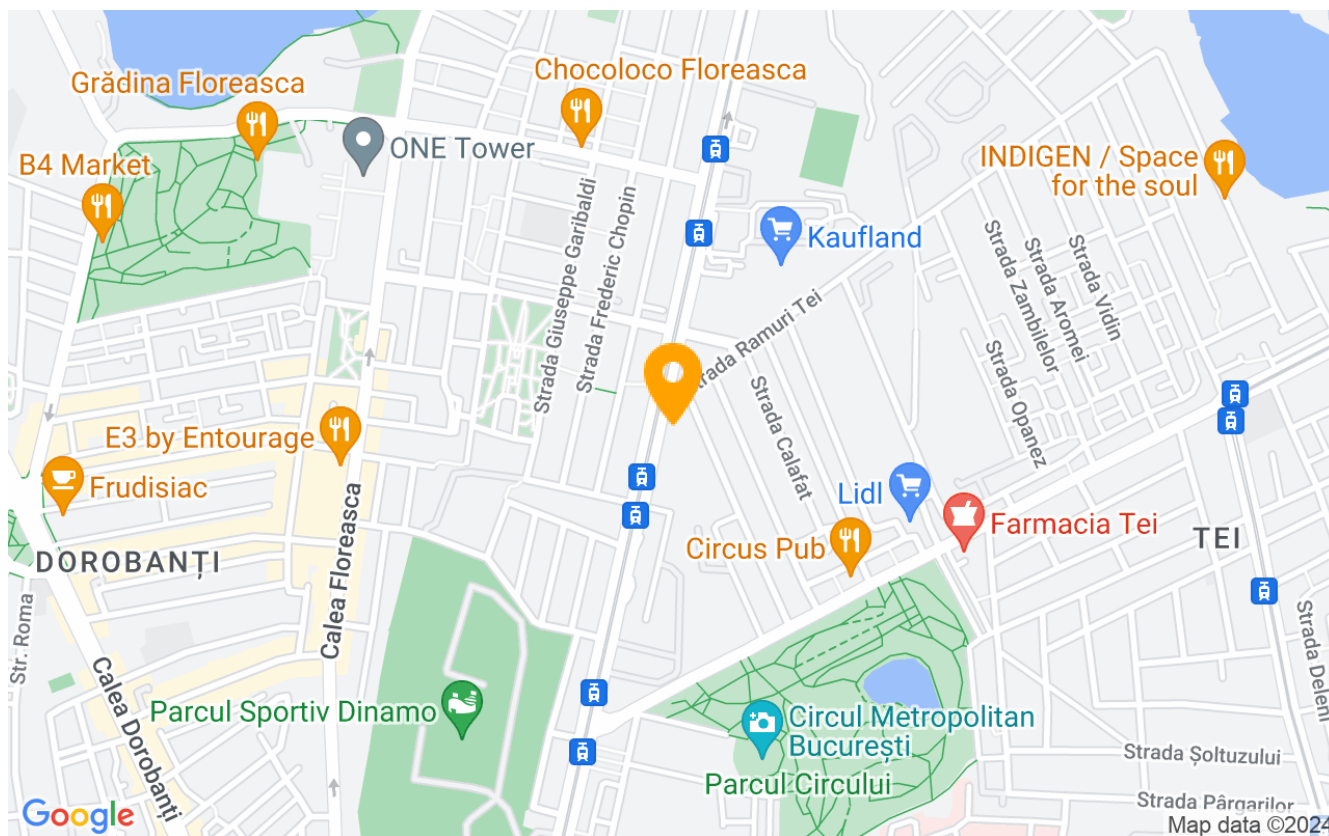 Grădina Floreasca
Chocoloco Floreasca
ONE Tower
B4 Market
INDIGEN / Space
for the soul
Kaufland
Strada Giuseppe Garibaldi
Strada Frederic Chopin
Strada Zambilelor
Strada Aromei
Strada Vidin
Strada Ramuri Tei
Strada Opanez
Strada Calafat
E3 by Entourage
Frudisiac
Lidl
Farmacia Tei
Circus Pub
TEI
DOROBANȚI
Calea Floreasca
Str. Roma
Calea Dorobanți
Strada Deleni
Parcul Sportiv Dinamo
Circul Metropolitan
București
Parcul Circului
Strada Șoltuzului
Strada Pârgarilor
Google
Map data ©2024